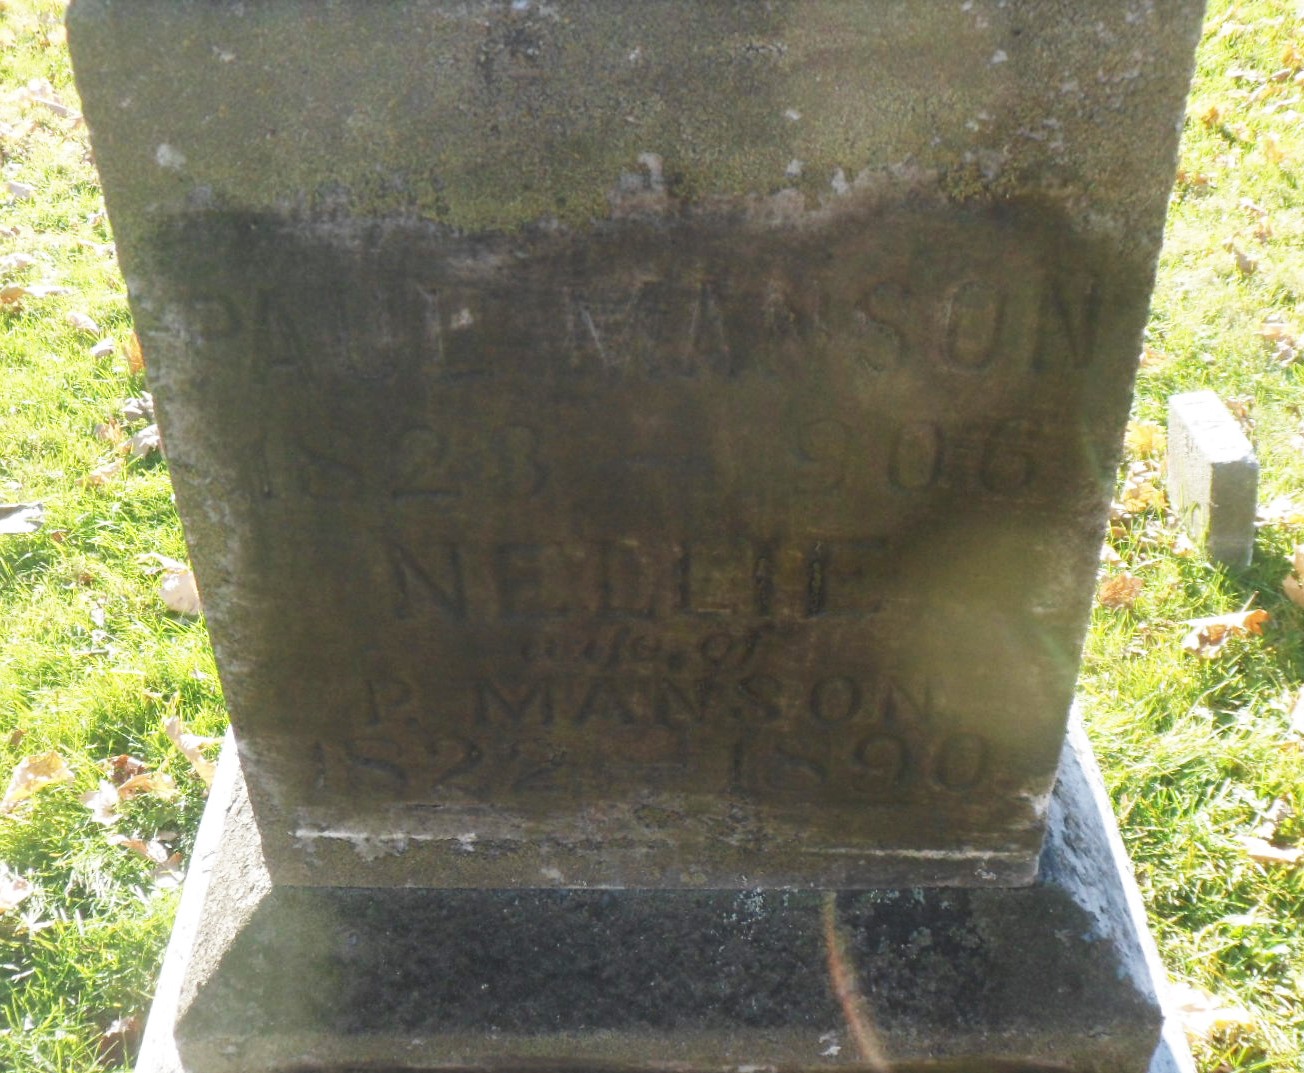 PAUL MANSON
1823 — 1906
NELLIE
wife of
P. MANSON
1822 — 1890